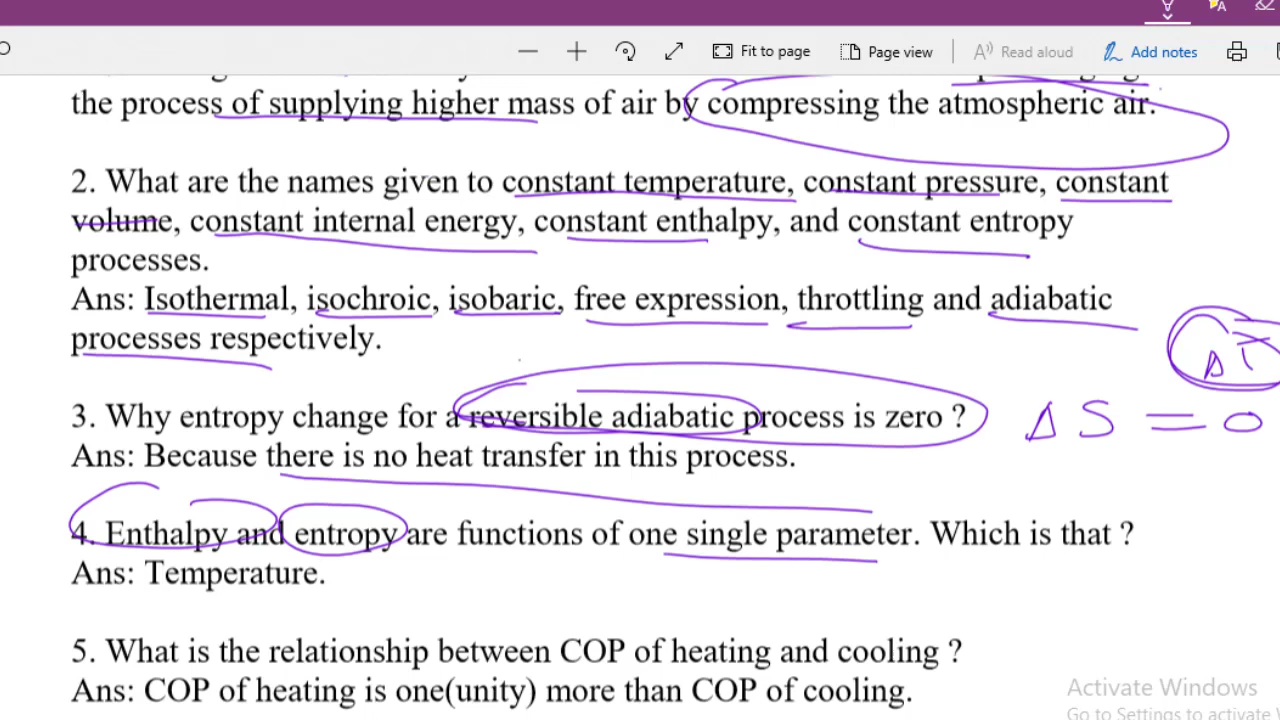 Fit to page
Page view
Read aloud
Add notes
the process of supplying higher mass of air by compressing the atmospheric air.
2. What are the names given to constant temperature, constant pressure, constant
volume, constant internal energy, constant enthalpy, and constant entropy
processes.
Ans: Isothermal, isochroic, isobaric, free expression, throttling and adiabatic
processes respectively.
3. Why entropy change for a reversible adiabatic process is zero ?
Δ S = 0
Ans: Because there is no heat transfer in this process.
4. Enthalpy and entropy are functions of one single parameter. Which is that ?
Ans: Temperature.
5. What is the relationship between COP of heating and cooling ?
Ans: COP of heating is one(unity) more than COP of cooling.
Activate Windows
Go to Settings to activate